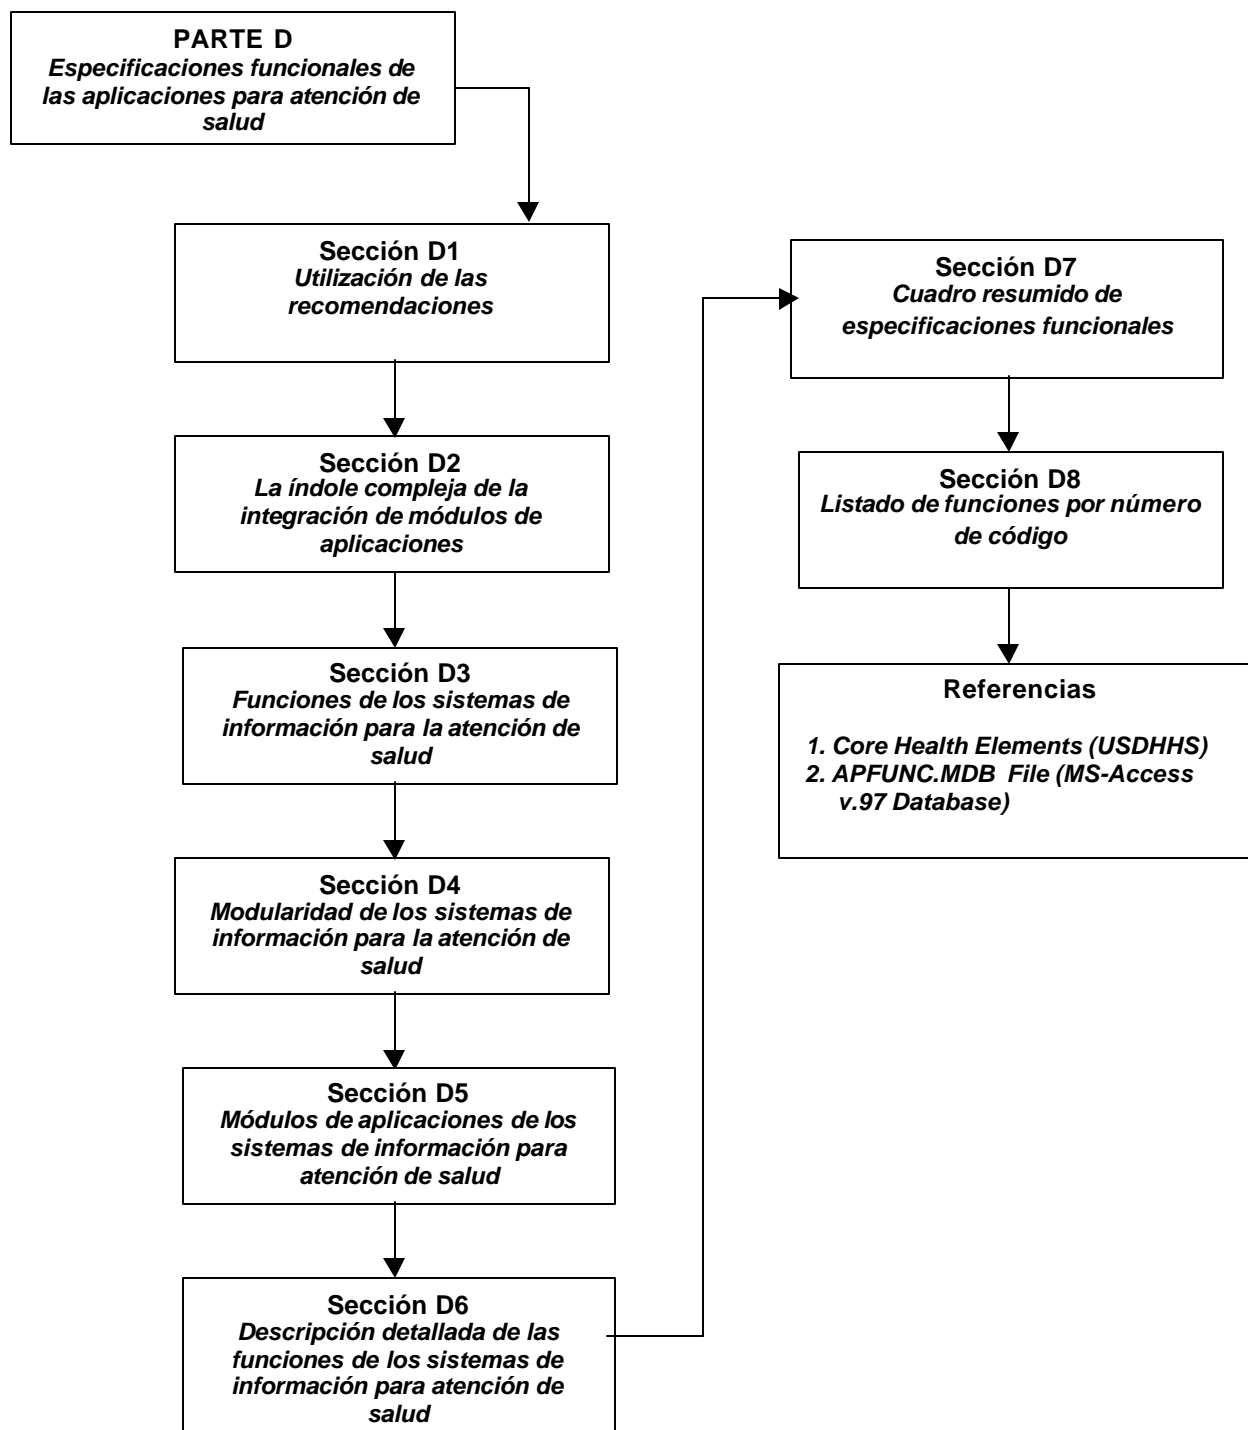 PARTE D
Especificaciones funcionales de
las aplicaciones para atención de
salud
Sección D1
Utilización de las
recomendaciones
Sección D2
La índole compleja de la
integración de módulos de
aplicaciones
Sección D3
Funciones de los sistemas de
información para la atención de
salud
Sección D4
Modularidad de los sistemas de
información para la atención de
salud
Sección D5
Módulos de aplicaciones de los
sistemas de información para
atención de salud
Sección D6
Descripción detallada de las
funciones de los sistemas de
información para atención de
salud
Sección D7
Cuadro resumido de
especificaciones funcionales
Sección D8
Listado de funciones por número
de código
Referencias
1. Core Health Elements (USDHHS)
2. APFUNC.MDB File (MS-Access
v.97 Database)